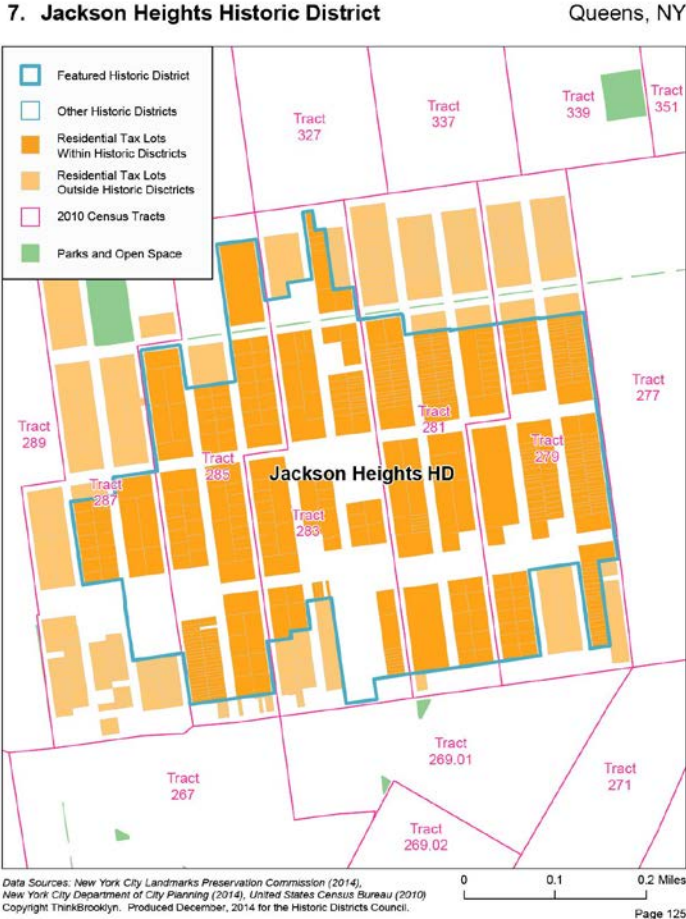 7. Jackson Heights Historic District
Queens, NY
Featured Historic District
Other Historic Districts
Residential Tax Lots
Within Historic Disctricts
Residential Tax Lots
Outside Historic Disctricts
2010 Census Tracts
Parks and Open Space
Tract
327
Tract
337
Tract
339
Tract
351
Tract
277
Tract
289
Tract
281
Tract
285
Tract
279
Jackson Heights HD
Tract
287
Tract
283
Tract
267
Tract
269.01
Tract
271
Tract
269.02
Data Sources: New York City Landmarks Preservation Commission (2014),
New York City Department of City Planning (2014), United States Census Bureau (2010)
Copyright ThinkBrooklyn. Produced December, 2014 for the Historic Districts Council.
0 0.1 0.2 Miles
Page 125